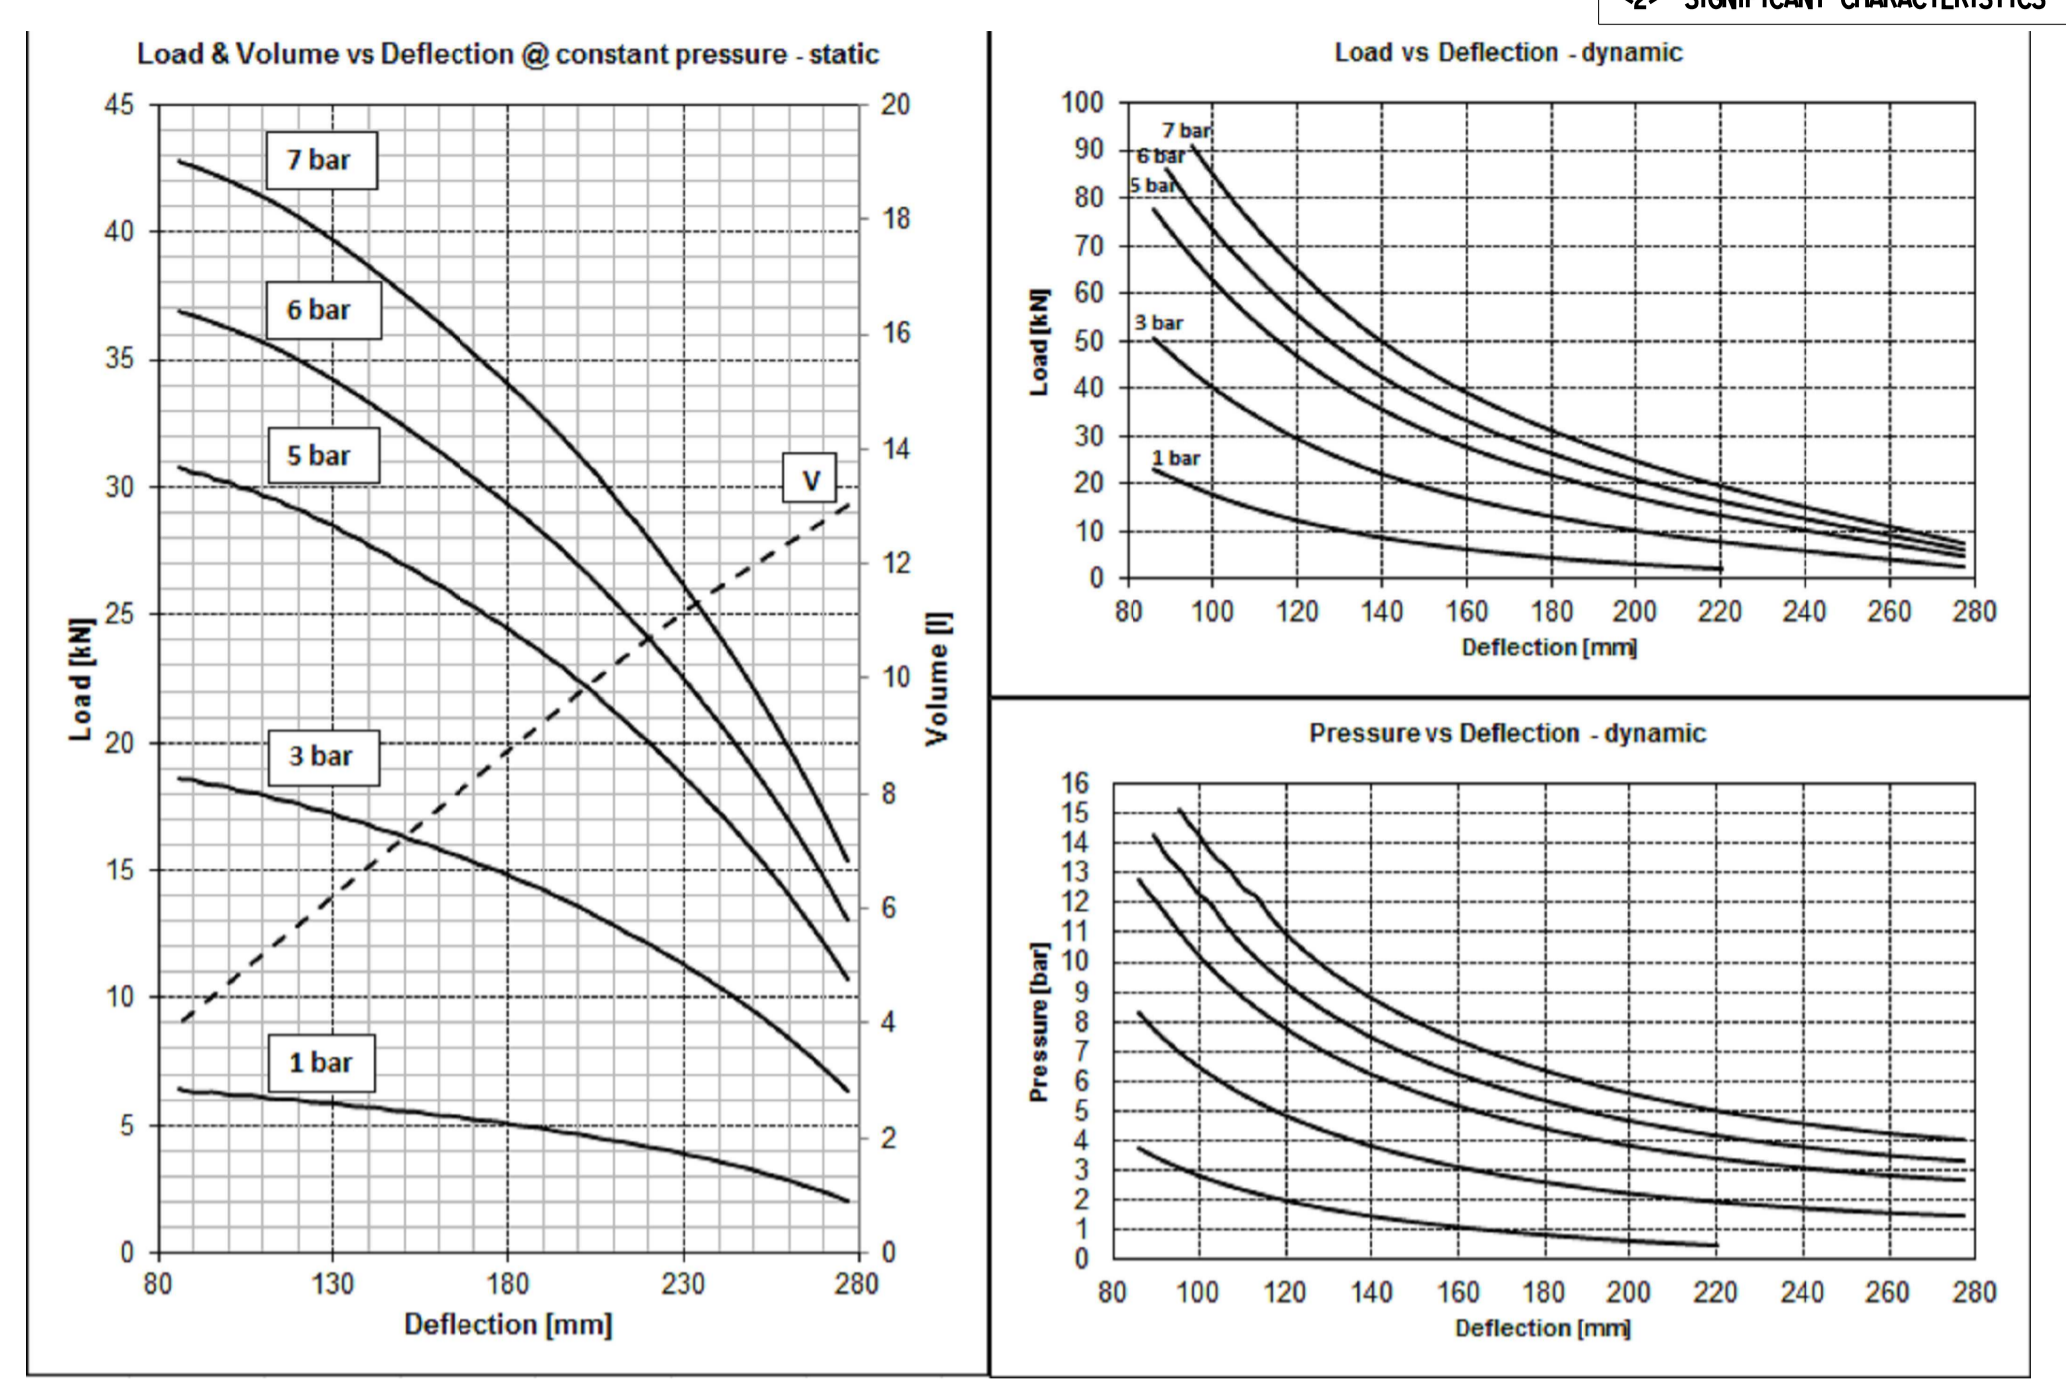 <2> SIGNIFICANT CHARACTERISTICS
Load & Volume vs Deflection @ constant pressure - static
45
40
35
30
25
20
15
10
5
0
20
18
16
14
12
10
8
6
4
2
0
7 bar
6 bar
5 bar
V
3 bar
1 bar
Load [kN]
Volume [l]
80 130 180 230 280
Deflection [mm]
Load vs Deflection - dynamic
100
90
80
70
60
50
40
30
20
10
0
7 bar
6 bar
5 bar
3 bar
1 bar
Load [kN]
80 100 120 140 160 180 200 220 240 260 280
Deflection [mm]
Pressure vs Deflection - dynamic
16
15
14
13
12
11
10
9
8
7
6
5
4
3
2
1
0
Pressure [bar]
80 100 120 140 160 180 200 220 240 260 280
Deflection [mm]